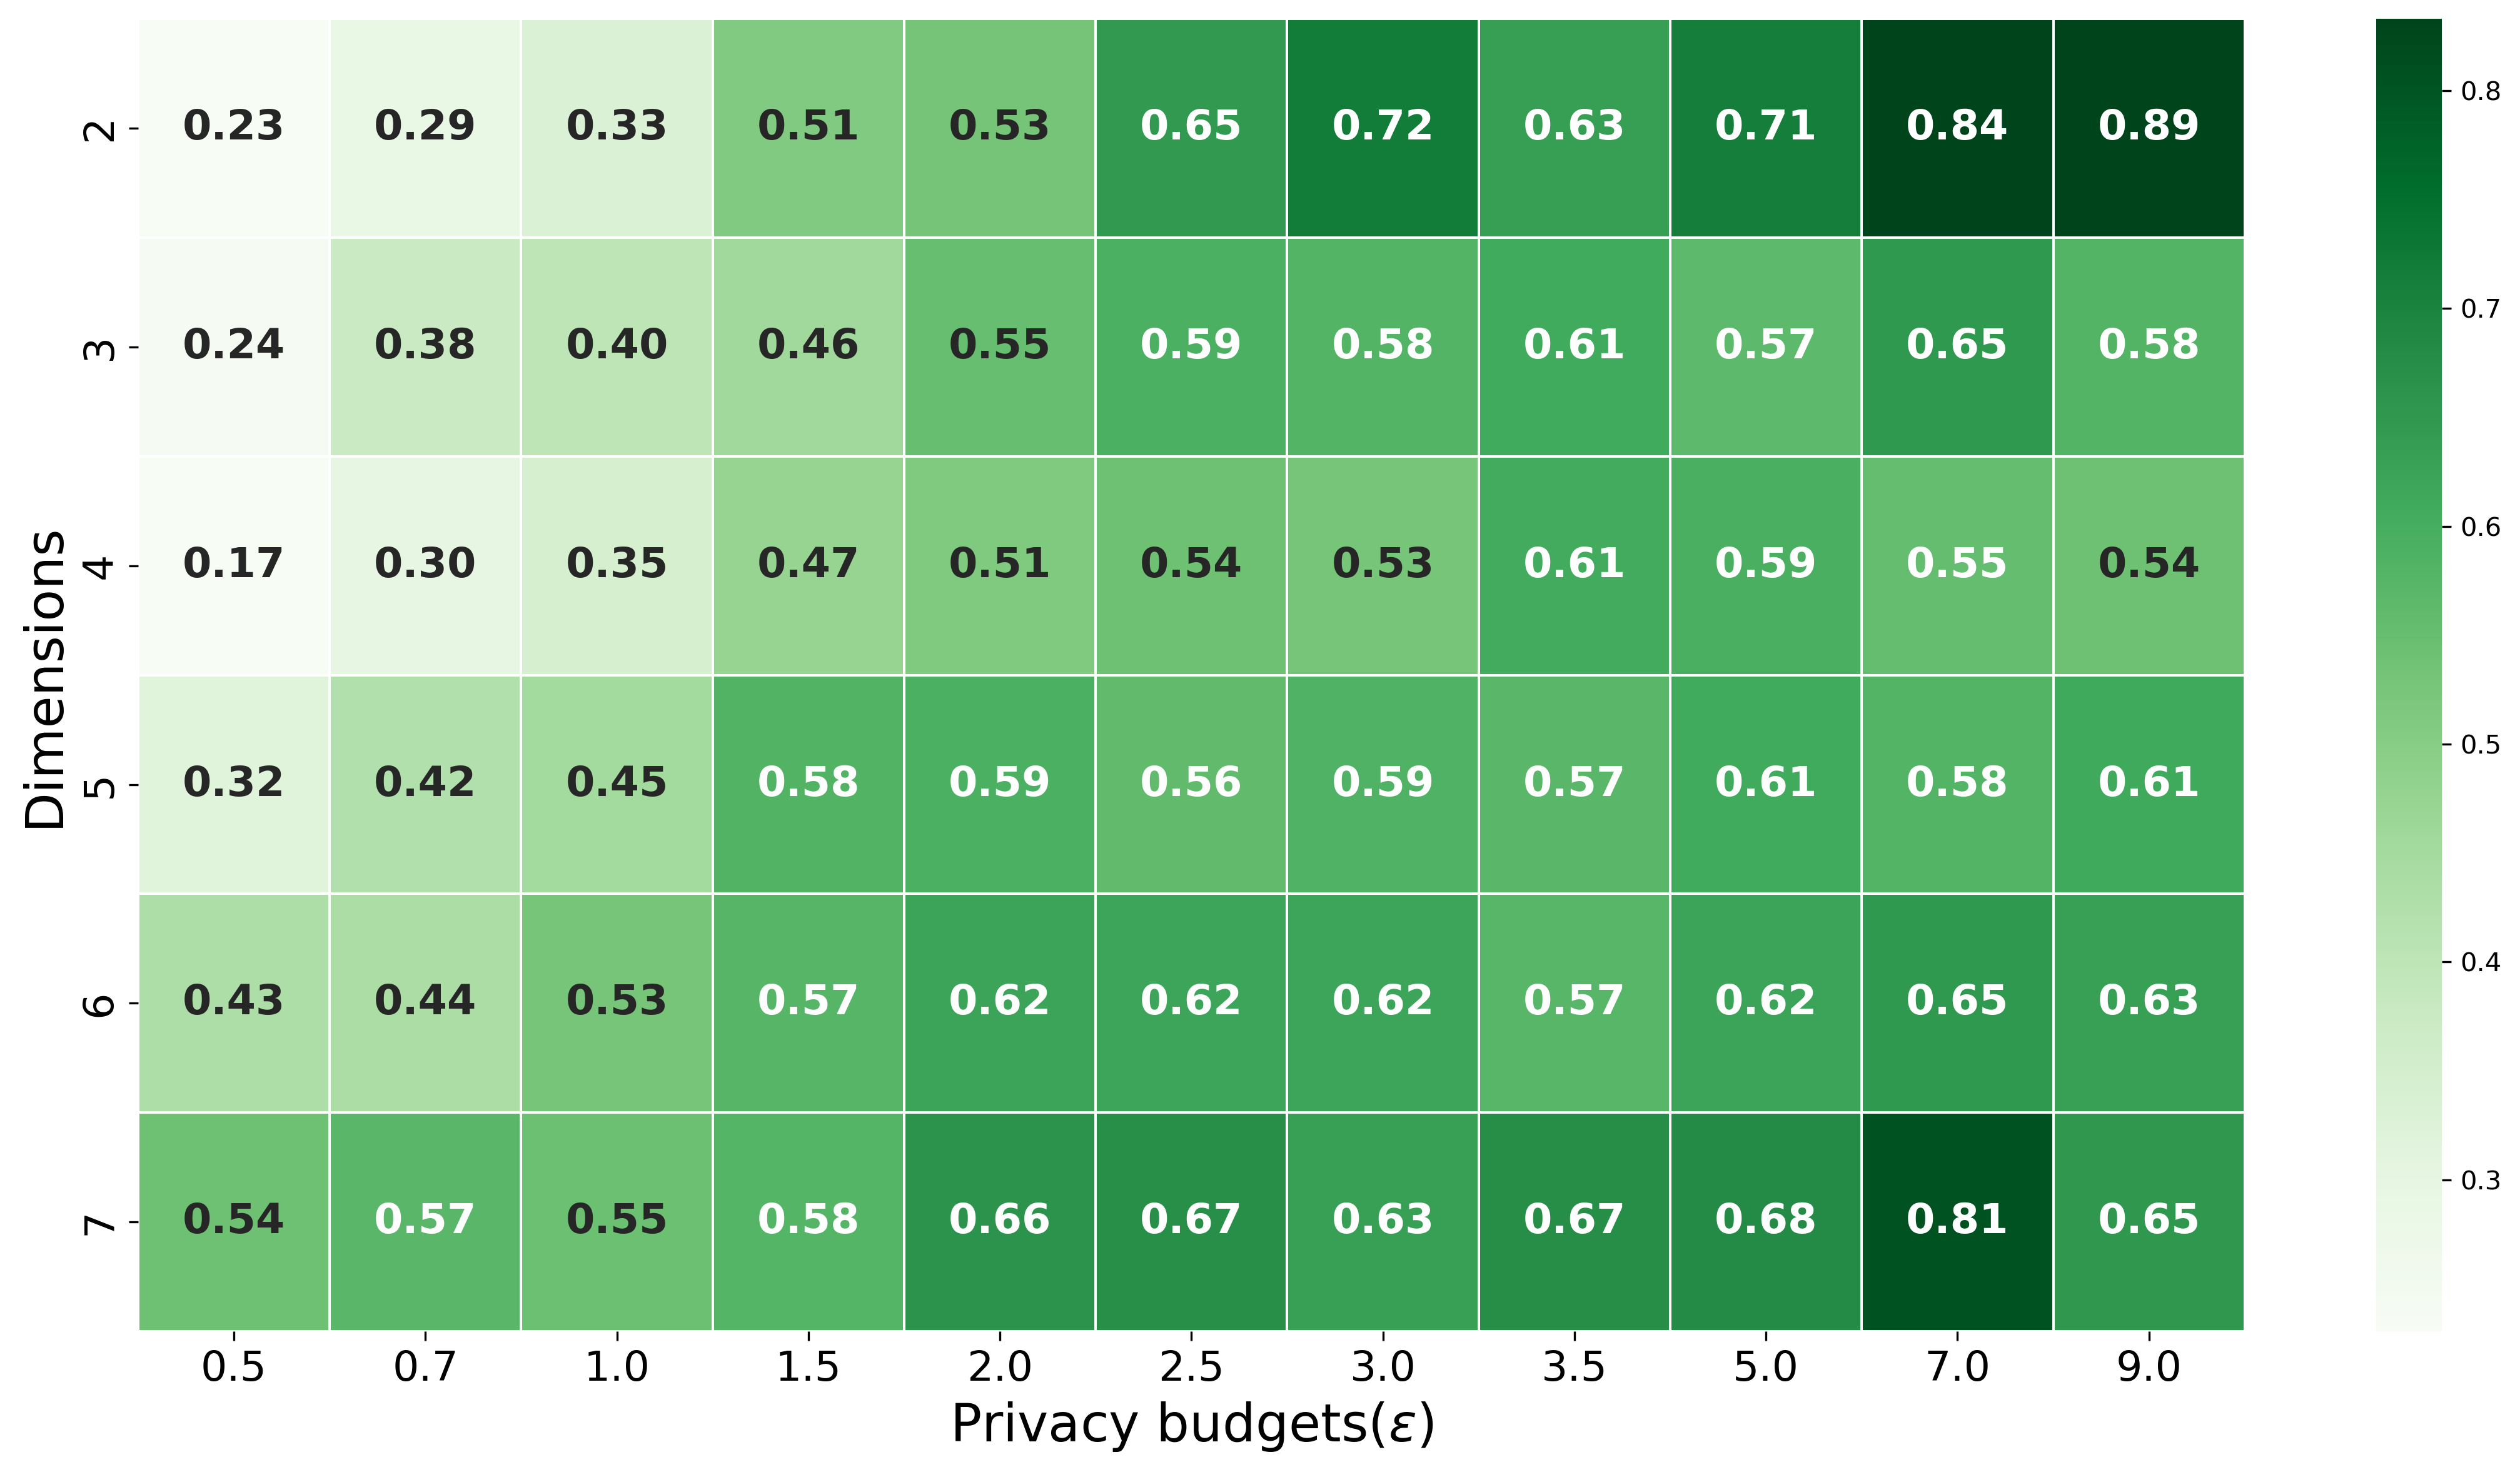 0.23 0.29 0.33 0.51 0.53 0.65 0.72 0.63 0.71 0.84 0.89
0.24 0.38 0.40 0.46 0.55 0.59 0.58 0.61 0.57 0.65 0.58
0.17 0.30 0.35 0.47 0.51 0.54 0.53 0.61 0.59 0.55 0.54
0.32 0.42 0.45 0.58 0.59 0.56 0.59 0.57 0.61 0.58 0.61
0.43 0.44 0.53 0.57 0.62 0.62 0.62 0.57 0.62 0.65 0.63
0.54 0.57 0.55 0.58 0.66 0.67 0.63 0.67 0.68 0.81 0.65
2
3
4
5
6
7
Dimensions
0.5 0.7 1.0 1.5 2.0 2.5 3.0 3.5 5.0 7.0 9.0
Privacy budgets(ε)
0.8
0.7
0.6
0.5
0.4
0.3